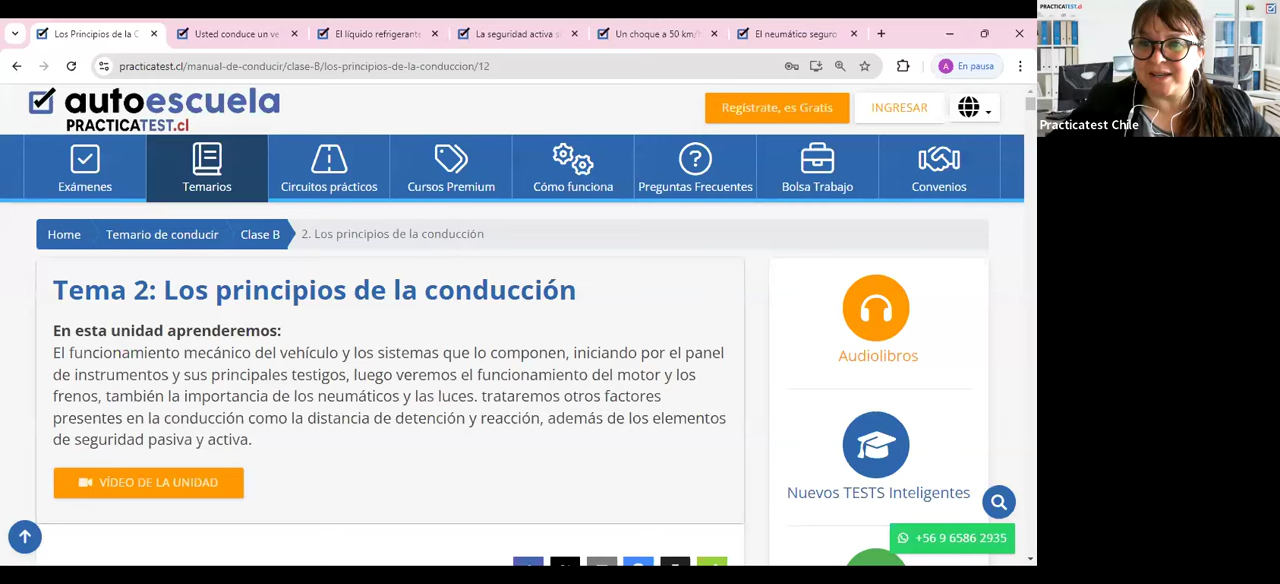 Los Principios de la C
Usted conduce un ve
El líquido refrigerante
La seguridad activa s
Un choque a 50 km/h
El neumático seguro
practicatest.cl/manual-de-conducir/clase-B/los-principios-de-la-conduccion/12
A En pausa
PRACTICATEST.cl
Practicatest Chile
autoescuela
PRACTICATEST.cl
Regístrate, es Gratis
INGRESAR
Exámenes
Temarios
Circuitos prácticos
Cursos Premium
Cómo funciona
Preguntas Frecuentes
Bolsa Trabajo
Convenios
Home
Temario de conducir
Clase B
2. Los principios de la conducción
Tema 2: Los principios de la conducción
En esta unidad aprenderemos:
El funcionamiento mecánico del vehículo y los sistemas que lo componen, iniciando por el panel
de instrumentos y sus principales testigos, luego veremos el funcionamiento del motor y los
frenos, también la importancia de los neumáticos y las luces. trataremos otros factores
presentes en la conducción como la distancia de detención y reacción, además de los elementos
de seguridad pasiva y activa.
VÍDEO DE LA UNIDAD
Audiolibros
Nuevos TESTS Inteligentes
+56 9 6586 2935